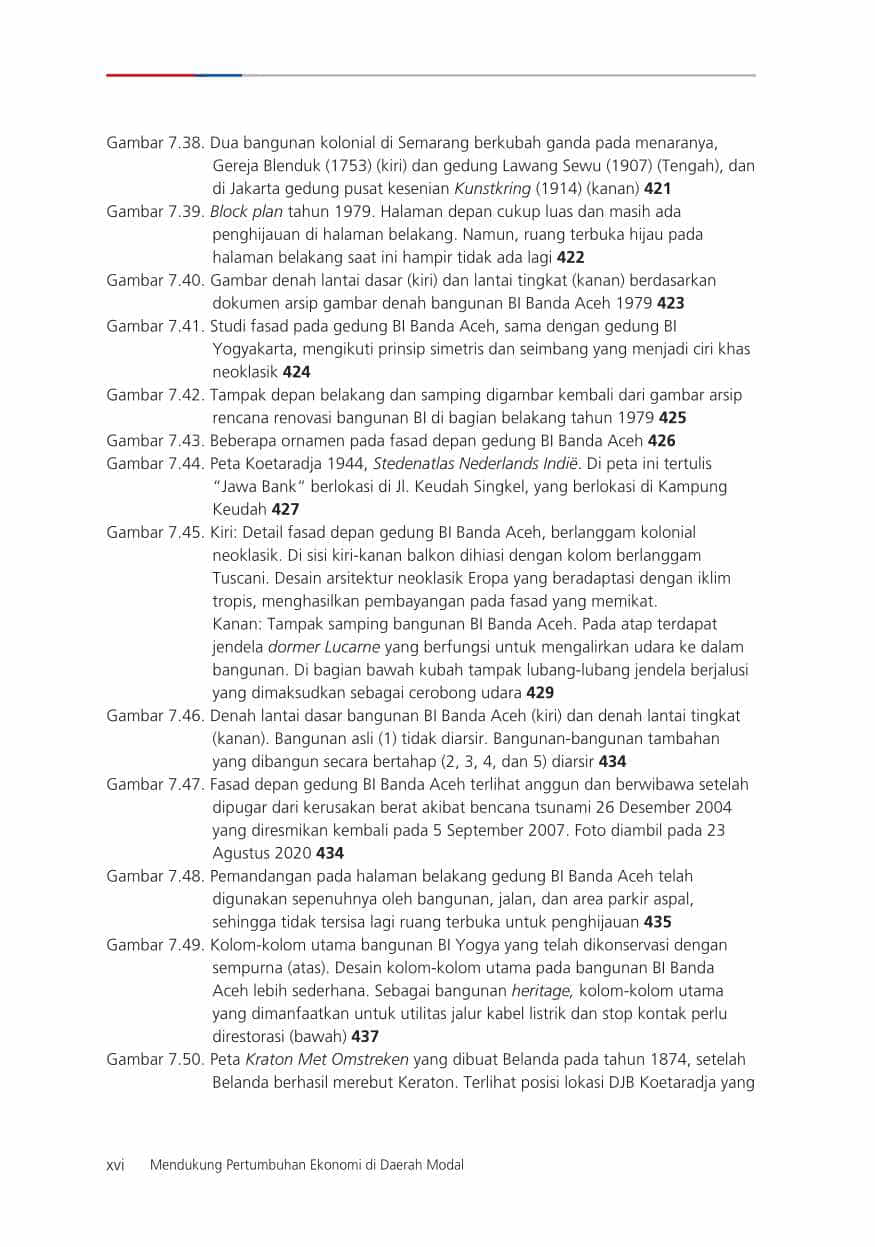 Gambar 7.38. Dua bangunan kolonial di Semarang berkubah ganda pada menaranya,
Gereja Blenduk (1753) (kiri) dan gedung Lawang Sewu (1907) (Tengah), dan
di Jakarta gedung pusat kesenian Kunstkring (1914) (kanan) 421
Gambar 7.39. Block plan tahun 1979. Halaman depan cukup luas dan masih ada
penghijauan di halaman belakang. Namun, ruang terbuka hijau pada
halaman belakang saat ini hampir tidak ada lagi 422
Gambar 7.40. Gambar denah lantai dasar (kiri) dan lantai tingkat (kanan) berdasarkan
dokumen arsip gambar denah bangunan BI Banda Aceh 1979 423
Gambar 7.41. Studi fasad pada gedung BI Banda Aceh, sama dengan gedung BI
Yogyakarta, mengikuti prinsip simetris dan seimbang yang menjadi ciri khas
neoklasik 424
Gambar 7.42. Tampak depan belakang dan samping digambar kembali dari gambar arsip
rencana renovasi bangunan BI di bagian belakang tahun 1979 425
Gambar 7.43. Beberapa ornamen pada fasad depan gedung BI Banda Aceh 426
Gambar 7.44. Peta Koetaradja 1944, Stedenatlas Nederlands Indië. Di peta ini tertulis
“Jawa Bank“ berlokasi di Jl. Keudah Singkel, yang berlokasi di Kampung
Keudah 427
Gambar 7.45. Kiri: Detail fasad depan gedung BI Banda Aceh, berlanggam kolonial
neoklasik. Di sisi kiri-kanan balkon dihiasi dengan kolom berlanggam
Tuscani. Desain arsitektur neoklasik Eropa yang beradaptasi dengan iklim
tropis, menghasilkan pembayangan pada fasad yang memikat.
Kanan: Tampak samping bangunan BI Banda Aceh. Pada atap terdapat
jendela dormer Lucarne yang berfungsi untuk mengalirkan udara ke dalam
bangunan. Di bagian bawah kubah tampak lubang-lubang jendela berjalusi
yang dimaksudkan sebagai cerobong udara 429
Gambar 7.46. Denah lantai dasar bangunan BI Banda Aceh (kiri) dan denah lantai tingkat
(kanan). Bangunan asli (1) tidak diarsir. Bangunan-bangunan tambahan
yang dibangun secara bertahap (2, 3, 4, dan 5) diarsir 434
Gambar 7.47. Fasad depan gedung BI Banda Aceh terlihat anggun dan berwibawa setelah
dipugar dari kerusakan berat akibat bencana tsunami 26 Desember 2004
yang diresmikan kembali pada 5 September 2007. Foto diambil pada 23
Agustus 2020 434
Gambar 7.48. Pemandangan pada halaman belakang gedung BI Banda Aceh telah
digunakan sepenuhnya oleh bangunan, jalan, dan area parkir aspal,
sehingga tidak tersisa lagi ruang terbuka untuk penghijauan 435
Gambar 7.49. Kolom-kolom utama bangunan BI Yogya yang telah dikonservasi dengan
sempurna (atas). Desain kolom-kolom utama pada bangunan BI Banda
Aceh lebih sederhana. Sebagai bangunan heritage, kolom-kolom utama
yang dimanfaatkan untuk utilitas jalur kabel listrik dan stop kontak perlu
direstorasi (bawah) 437
Gambar 7.50. Peta Kraton Met Omstreken yang dibuat Belanda pada tahun 1874, setelah
Belanda berhasil merebut Keraton. Terlihat posisi lokasi DJB Koetaradja yang
xvi Mendukung Pertumbuhan Ekonomi di Daerah Modal